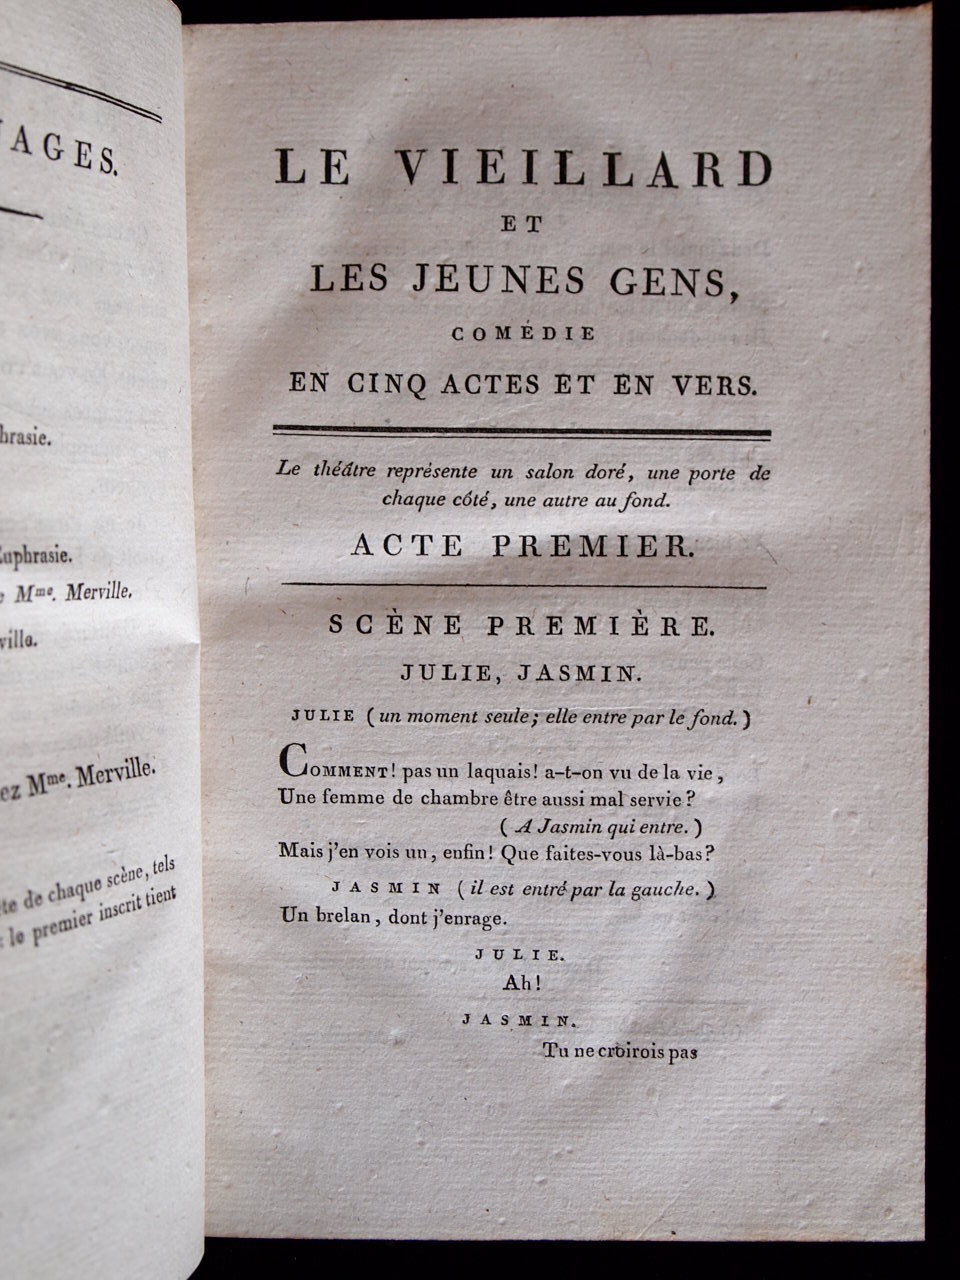 LE VIEILLARD
ET
LES JEUNES GENS,
COMÉDIE
EN CINQ ACTES ET EN VERS.
Le théâtre représente un salon doré, une porte de
chaque côté, une autre au fond.
ACTE PREMIER.
SCÈNE PREMIÈRE.
JULIE, JASMIN.
JULIE (un moment seule; elle entre par le fond.)
COMMENT! pas un laquais! a-t-on vu de la vie,
Une femme de chambre être aussi mal servie?
(A Jasmin qui entre.)
Mais j'en vois un, enfin! Que faites-vous là-bas?
JASMIN (il est entré par la gauche.)
Un brelan, dont j'enrage.
JULIE.
Ah!
JASMIN.
Tu ne croirois pas
Mme. Merville.
ez Mme. Merville.
de chaque scène, tels
le premier inscrit tient